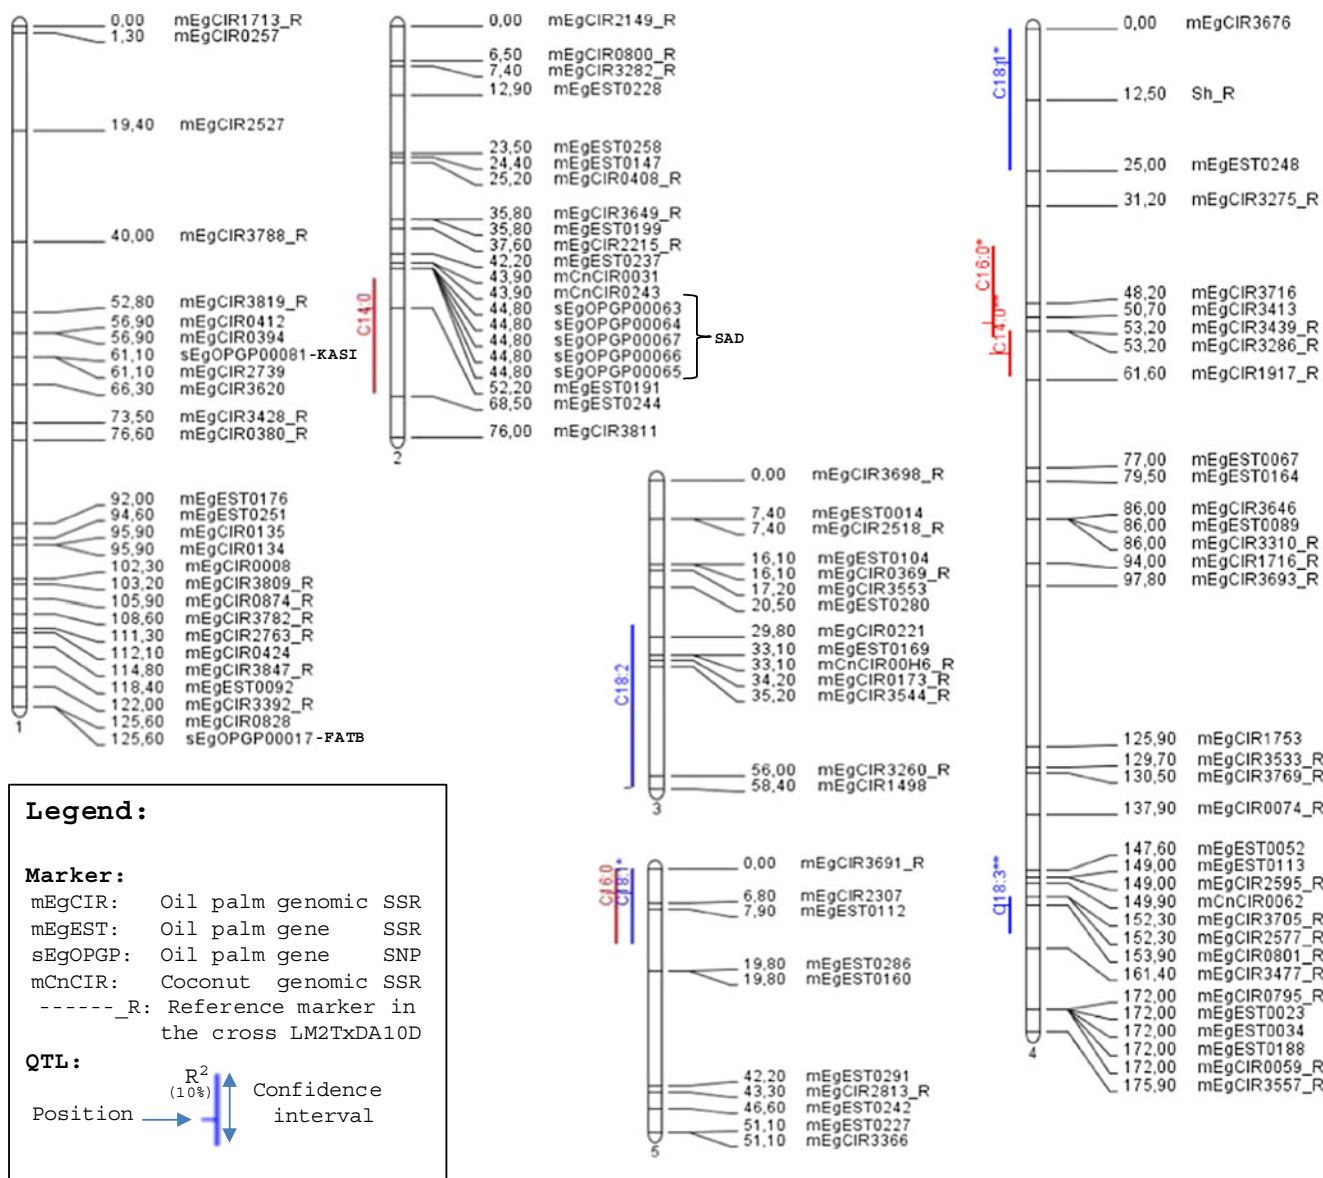 0,00 mEgCIR1713_R
1,30 mEgCIR0257
19,40 mEgCIR2527
40,00 mEgCIR3788_R
52,80 mEgCIR3819_R
56,90 mEgCIR0412
56,90 mEgCIR0394
61,10 sEgOPGP00081-KASI
61,10 mEgCIR2739
66,30 mEgCIR3620
73,50 mEgCIR3428_R
76,60 mEgCIR0380_R
92,00 mEgEST0176
94,60 mEgEST0251
95,90 mEgCIR0135
95,90 mEgCIR0134
102,30 mEgCIR0008
103,20 mEgCIR3809_R
105,90 mEgCIR0874_R
108,60 mEgCIR3782_R
111,30 mEgCIR2763_R
112,10 mEgCIR0424
114,80 mEgCIR3847_R
118,40 mEgEST0092
122,00 mEgCIR3392_R
125,60 mEgCIR0828
125,60 sEgOPGP00017-FATB
1
C14:0
0,00 mEgCIR2149_R
6,50 mEgCIR0800_R
7,40 mEgCIR3282_R
12,90 mEgEST0228
23,50 mEgEST0258
24,40 mEgEST0147
25,20 mEgCIR0408_R
35,80 mEgCIR3649_R
35,80 mEgEST0199
37,60 mEgCIR2215_R
42,20 mEgEST0237
43,90 mCnCIR0031
43,90 mCnCIR0243
44,80 sEgOPGP00063
44,80 sEgOPGP00064
44,80 sEgOPGP00067
44,80 sEgOPGP00066
44,80 sEgOPGP00065
SAD
52,20 mEgEST0191
68,50 mEgEST0244
76,00 mEgCIR3811
2
C18:2
0,00 mEgCIR3698_R
7,40 mEgEST0014
7,40 mEgCIR2518_R
16,10 mEgEST0104
16,10 mEgCIR0369_R
17,20 mEgCIR3553
20,50 mEgEST0280
29,80 mEgCIR0221
33,10 mEgEST0169
33,10 mCnCIR00H6_R
34,20 mEgCIR0173_R
35,20 mEgCIR3544_R
56,00 mEgCIR3260_R
58,40 mEgCIR1498
3
C18:1*
C16:0*
C14:0**
C18:3**
0,00 mEgCIR3676
12,50 Sh_R
25,00 mEgEST0248
31,20 mEgCIR3275_R
48,20 mEgCIR3716
50,70 mEgCIR3413
53,20 mEgCIR3439_R
53,20 mEgCIR3286_R
61,60 mEgCIR1917_R
77,00 mEgEST0067
79,50 mEgEST0164
86,00 mEgCIR3646
86,00 mEgEST0089
86,00 mEgCIR3310_R
94,00 mEgCIR1716_R
97,80 mEgCIR3693_R
125,90 mEgCIR1753
129,70 mEgCIR3533_R
130,50 mEgCIR3769_R
137,90 mEgCIR0074_R
147,60 mEgEST0052
149,00 mEgEST0113
149,00 mEgCIR2595_R
149,90 mCnCIR0062
152,30 mEgCIR3705_R
152,30 mEgCIR2577_R
153,90 mEgCIR0801_R
161,40 mEgCIR3477_R
172,00 mEgCIR0795_R
172,00 mEgEST0023
172,00 mEgEST0034
172,00 mEgEST0188
172,00 mEgCIR0059_R
175,90 mEgCIR3557_R
4
C16:0
C18:1*
0,00 mEgCIR3691_R
6,80 mEgCIR2307
7,90 mEgEST0112
19,80 mEgEST0286
19,80 mEgEST0160
42,20 mEgEST0291
43,30 mEgCIR2813_R
46,60 mEgEST0242
51,10 mEgEST0227
51,10 mEgCIR3366
5
Legend:
Marker:
mEgCIR: Oil palm genomic SSR
mEgEST: Oil palm gene SSR
sEgOPGP: Oil palm gene SNP
mCnCIR: Coconut genomic SSR
------_R: Reference marker in
the cross LM2TxDA10D
QTL:
R2
(10%)
Confidence
interval
Position